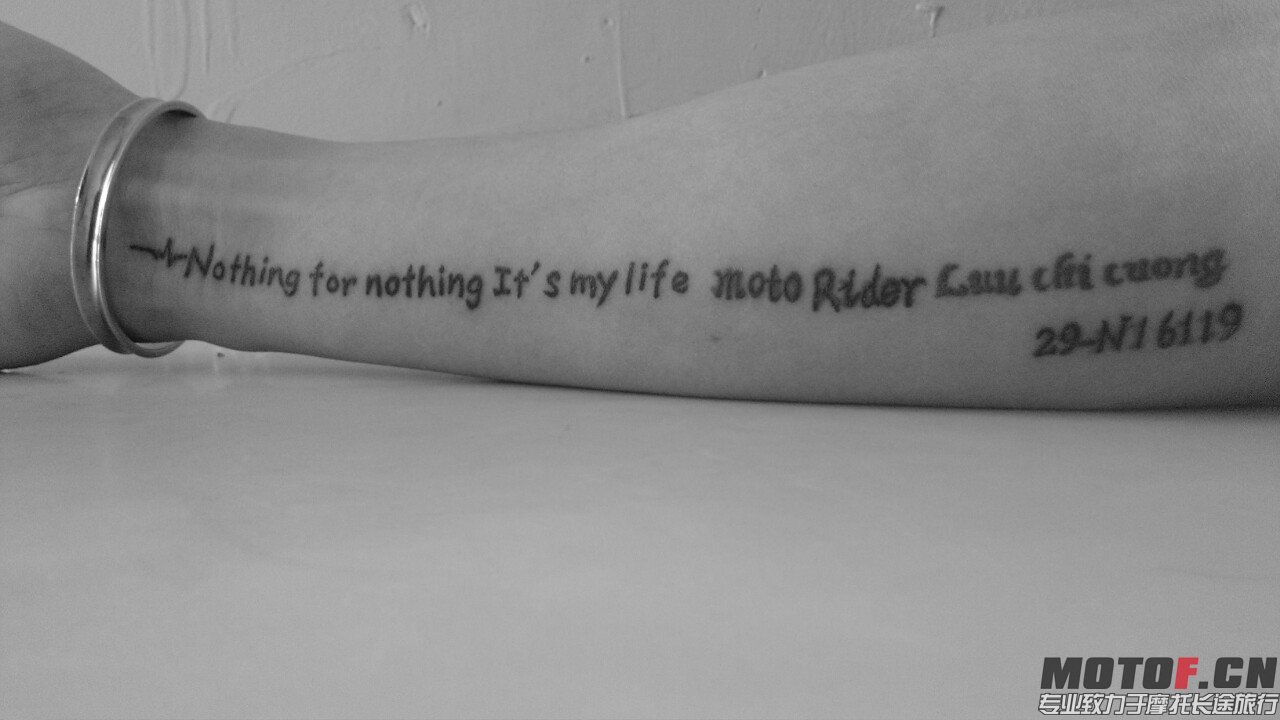 Nothing for nothing It's my life moto Rider Luu chi cuong
29-N1 6119
MOTOF.CN
专业致力于摩托长途旅行